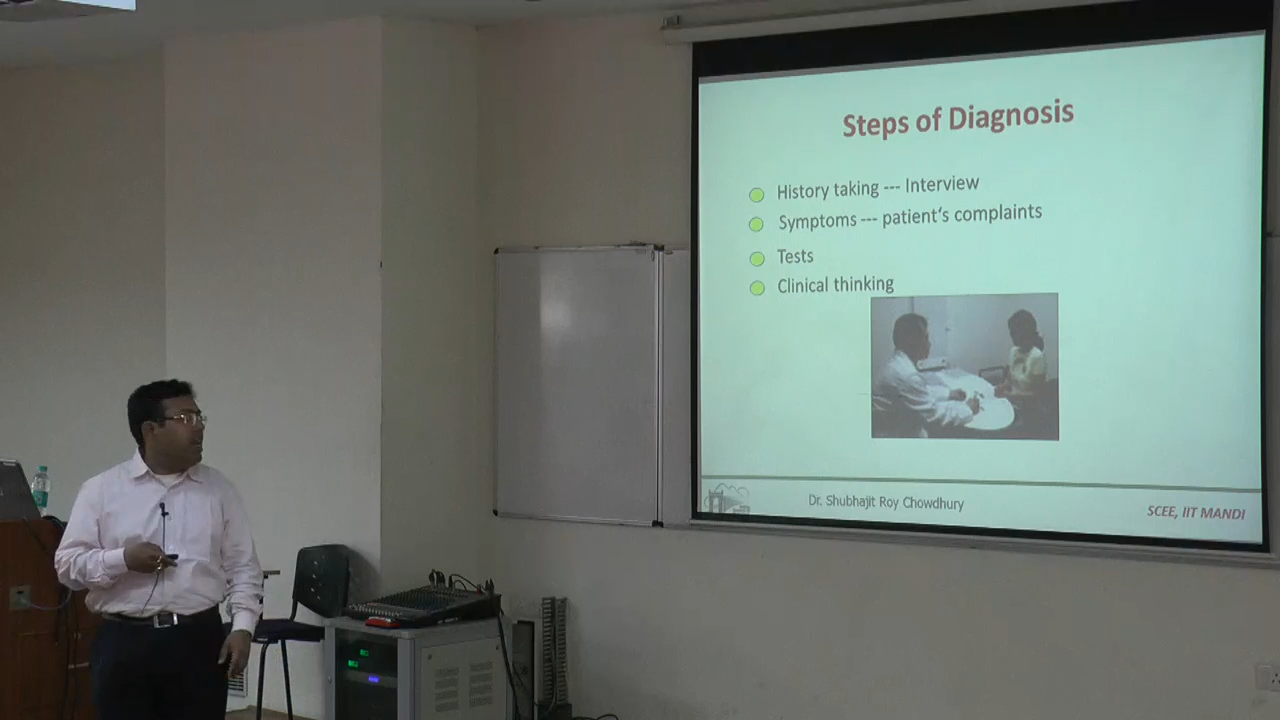 Steps of Diagnosis
History taking --- Interview
Symptoms --- patient's complaints
Tests
Clinical thinking
Dr. Shubhajit Roy Chowdhury
SCEE, IIT MANDI